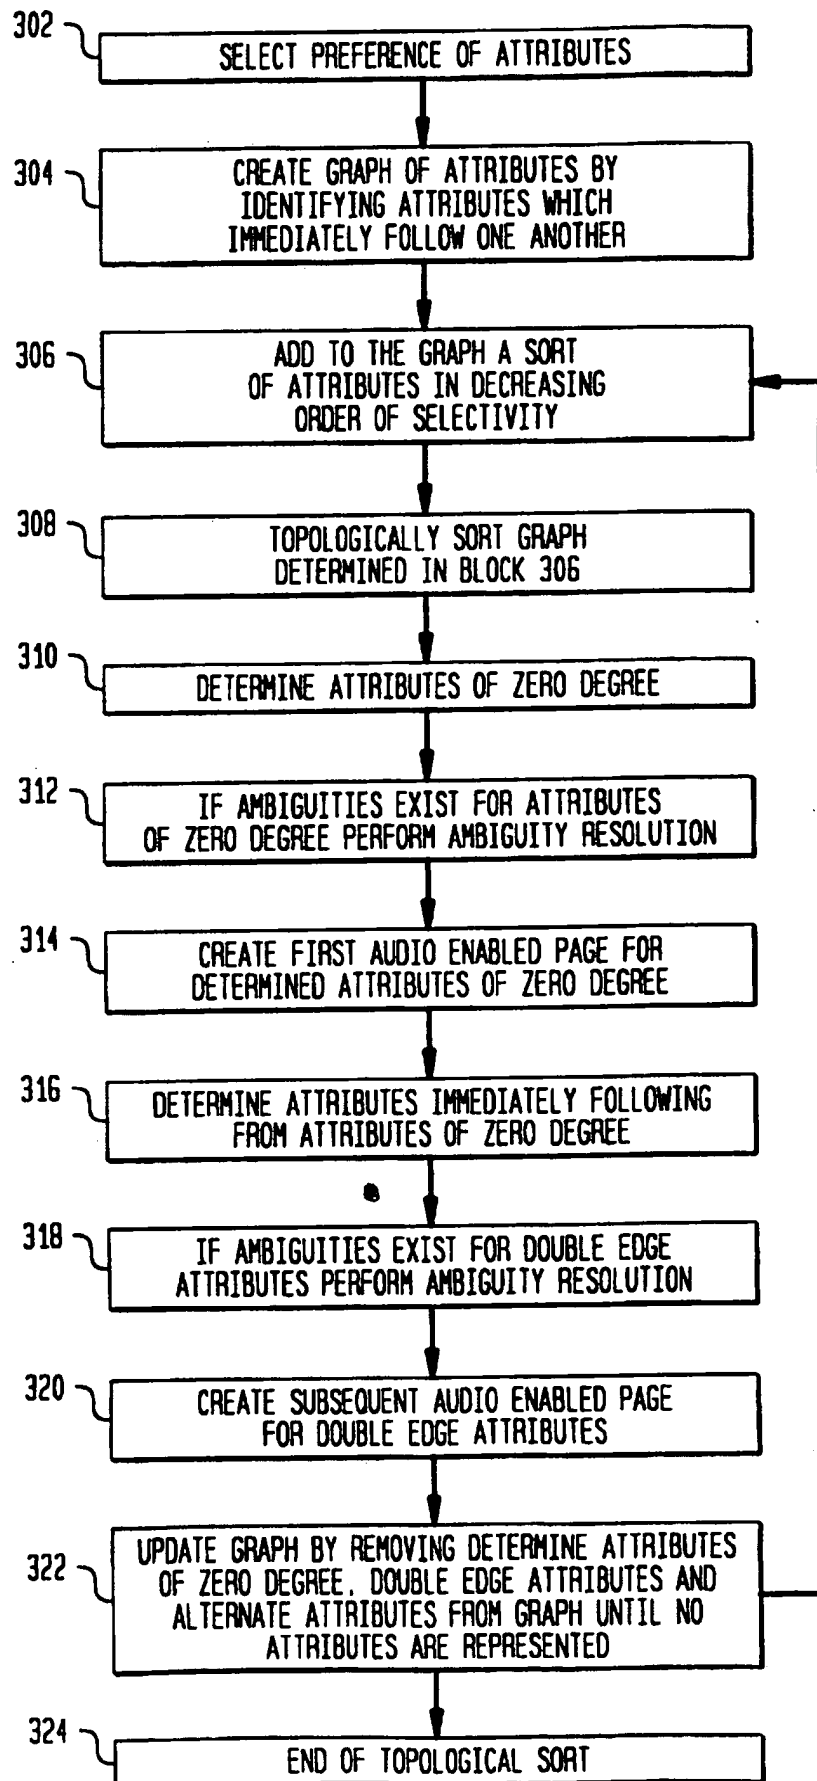 302
SELECT PREFERENCE OF ATTRIBUTES
304
CREATE GRAPH OF ATTRIBUTES BY
IDENTIFYING ATTRIBUTES WHICH
IMMEDIATELY FOLLOW ONE ANOTHER
306
ADD TO THE GRAPH A SORT
OF ATTRIBUTES IN DECREASING
ORDER OF SELECTIVITY
308
TOPOLOGICALLY SORT GRAPH
DETERMINED IN BLOCK 306
310
DETERMINE ATTRIBUTES OF ZERO DEGREE
312
IF AMBIGUITIES EXIST FOR ATTRIBUTES
OF ZERO DEGREE PERFORM AMBIGUITY RESOLUTION
314
CREATE FIRST AUDIO ENABLED PAGE FOR
DETERMINED ATTRIBUTES OF ZERO DEGREE
316
DETERMINE ATTRIBUTES IMMEDIATELY FOLLOWING
FROM ATTRIBUTES OF ZERO DEGREE
318
IF AMBIGUITIES EXIST FOR DOUBLE EDGE
ATTRIBUTES PERFORM AMBIGUITY RESOLUTION
320
CREATE SUBSEQUENT AUDIO ENABLED PAGE
FOR DOUBLE EDGE ATTRIBUTES
322
UPDATE GRAPH BY REMOVING DETERMINE ATTRIBUTES
OF ZERO DEGREE, DOUBLE EDGE ATTRIBUTES AND
ALTERNATE ATTRIBUTES FROM GRAPH UNTIL NO
ATTRIBUTES ARE REPRESENTED
324
END OF TOPOLOGICAL SORT